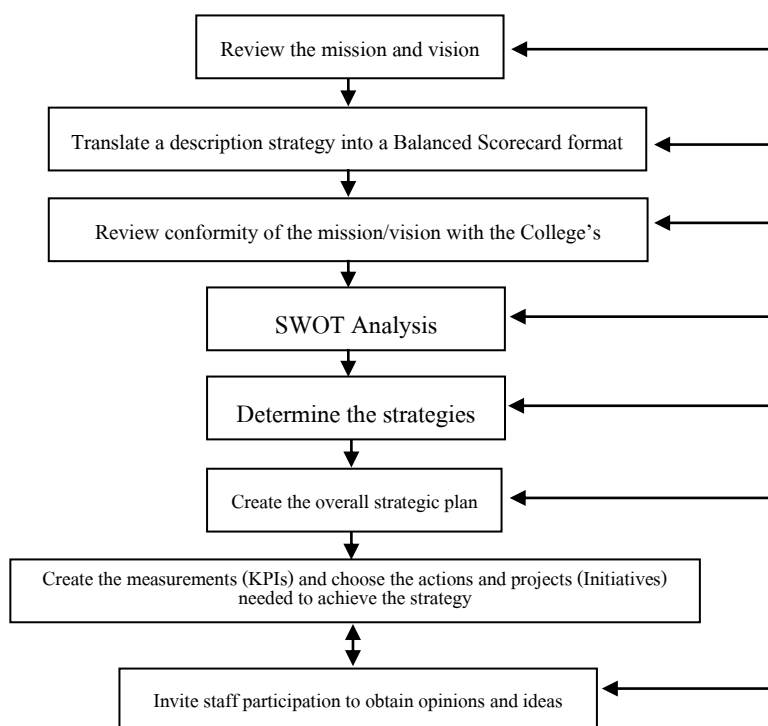 Review the mission and vision
Translate a description strategy into a Balanced Scorecard format
Review conformity of the mission/vision with the College’s
SWOT Analysis
Determine the strategies
Create the overall strategic plan
Create the measurements (KPIs) and choose the actions and projects (Initiatives)
needed to achieve the strategy
Invite staff participation to obtain opinions and ideas